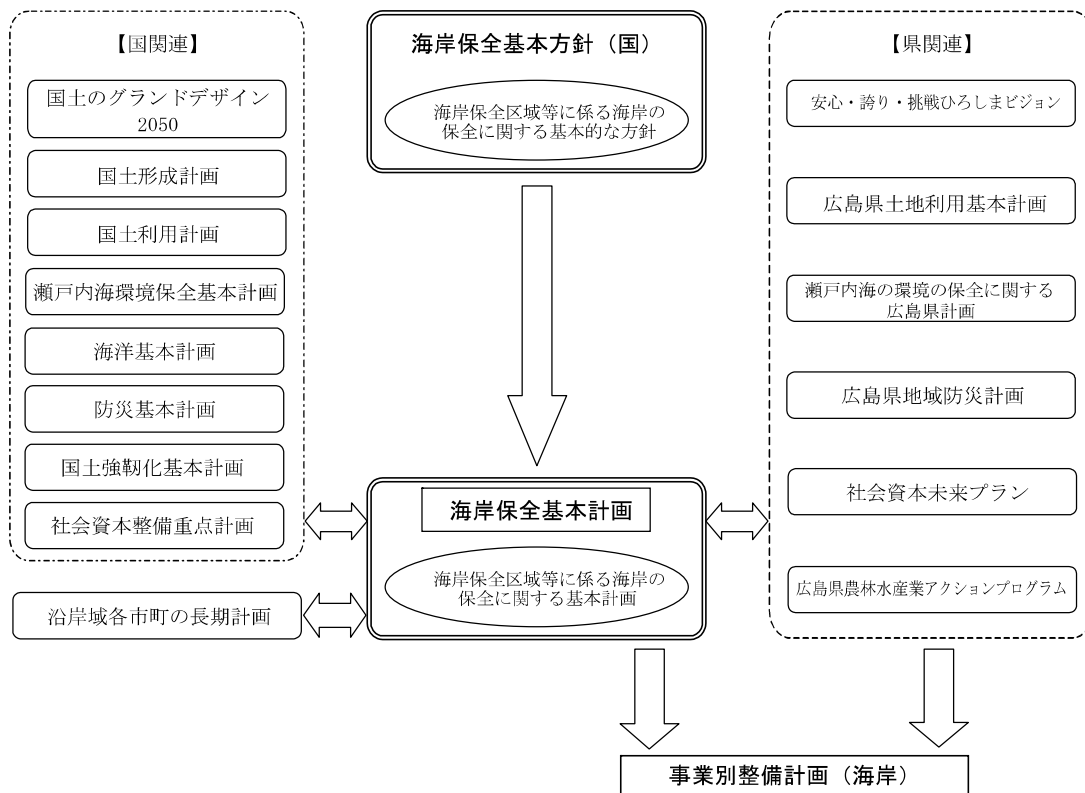 【国関連】
国土のグランドデザイン
2050
国土形成計画
国土利用計画
瀬戸内海環境保全基本計画
海洋基本計画
防災基本計画
国土強靱化基本計画
社会資本整備重点計画
沿岸域各市町の長期計画
海岸保全基本方針（国）
海岸保全区域等に係る海岸の
保全に関する基本的な方針
海岸保全基本計画
海岸保全区域等に係る海岸の
保全に関する基本計画
【県関連】
安心・誇り・挑戦ひろしまビジョン
広島県土地利用基本計画
瀬戸内海の環境の保全に関する
広島県計画
広島県地域防災計画
社会資本未来プラン
広島県農林水産業アクションプログラム
事業別整備計画（海岸）